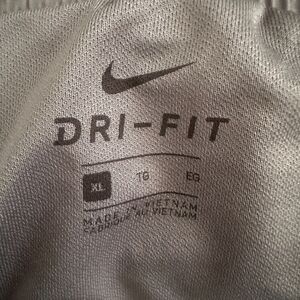 DRI-FIT
XL TG EG
MADE IN VIETNAM
FABRIQUÉ AU VIETNAM